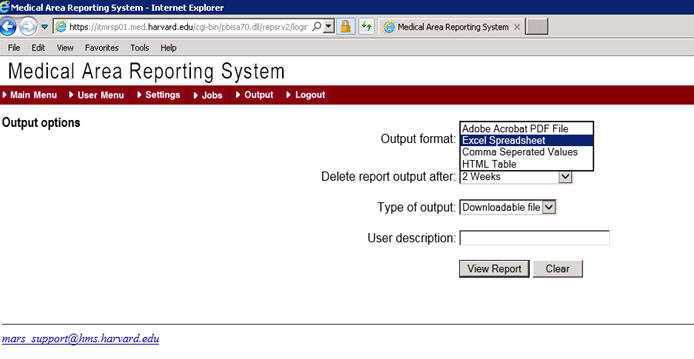 Medical Area Reporting System - Internet Explorer
https://itmrsp01.med.harvard.edu/cgi-bin/pbisa70.dll/repsrv2/login
Medical Area Reporting System
File Edit View Favorites Tools Help
Medical Area Reporting System
Main Menu User Menu Settings Jobs Output Logout
Output options
Output format:
Adobe Acrobat PDF File
Excel Spreadsheet
Comma Seperated Values
HTML Table
Delete report output after: 2 Weeks
Type of output: Downloadable file
User description:
View Report Clear
mars_support@hms.harvard.edu